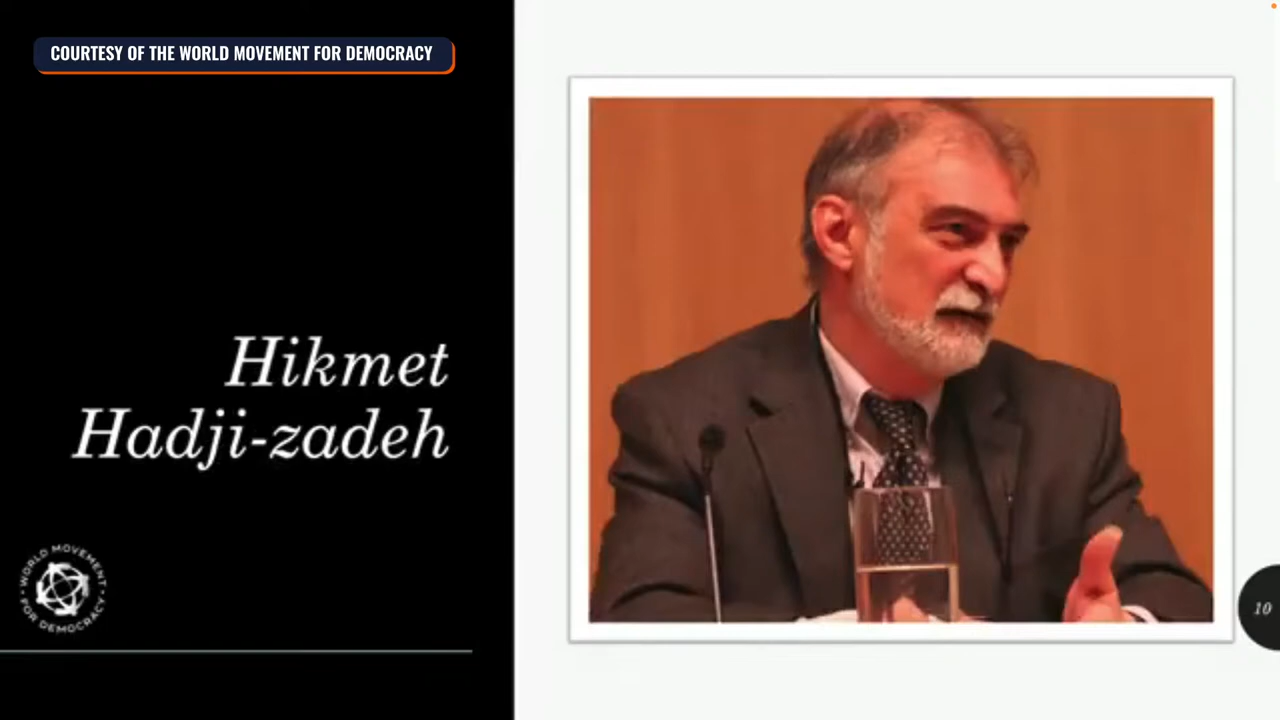 COURTESY OF THE WORLD MOVEMENT FOR DEMOCRACY
Hikmet
Hadji-zadeh
WORLD MOVEMENT
FOR DEMOCRACY
10